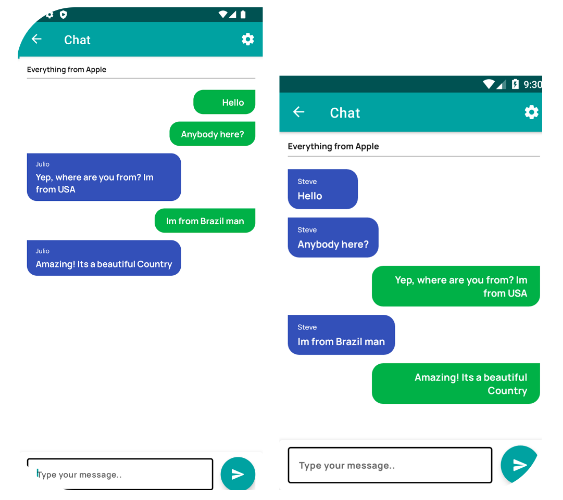 Chat
Everything from Apple
Hello
Anybody here?
Julio
Yep, where are you from? Im
from USA
Im from Brazil man
Julio
Amazing! Its a beautiful Country
Type your message..
9:30
Chat
Everything from Apple
Steve
Hello
Steve
Anybody here?
Yep, where are you from? Im
from USA
Steve
Im from Brazil man
Amazing! Its a beautiful
Country
Type your message..